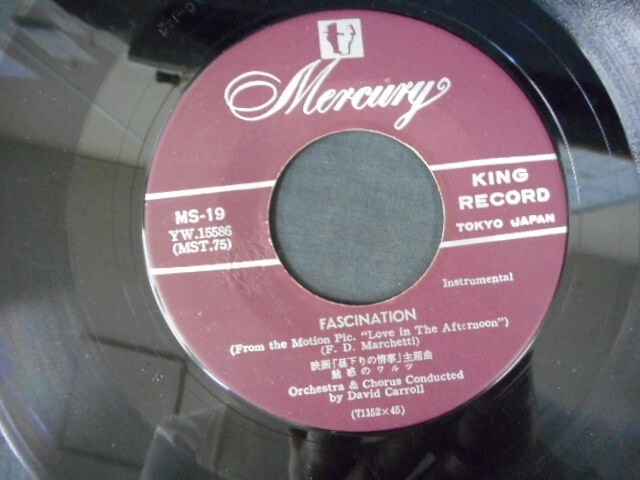 Mercury
KING
RECORD
TOKYO JAPAN
MS-19
YW.15586
(MST.75)
Instrumental
FASCINATION
(From the Motion Pic. "Love in The Afternoon")
(F. D. Marchetti)
映画「昼下りの情事」主題曲
魅惑のワルツ
Orchestra & Chorus Conducted
by David Carroll
(71152×45)